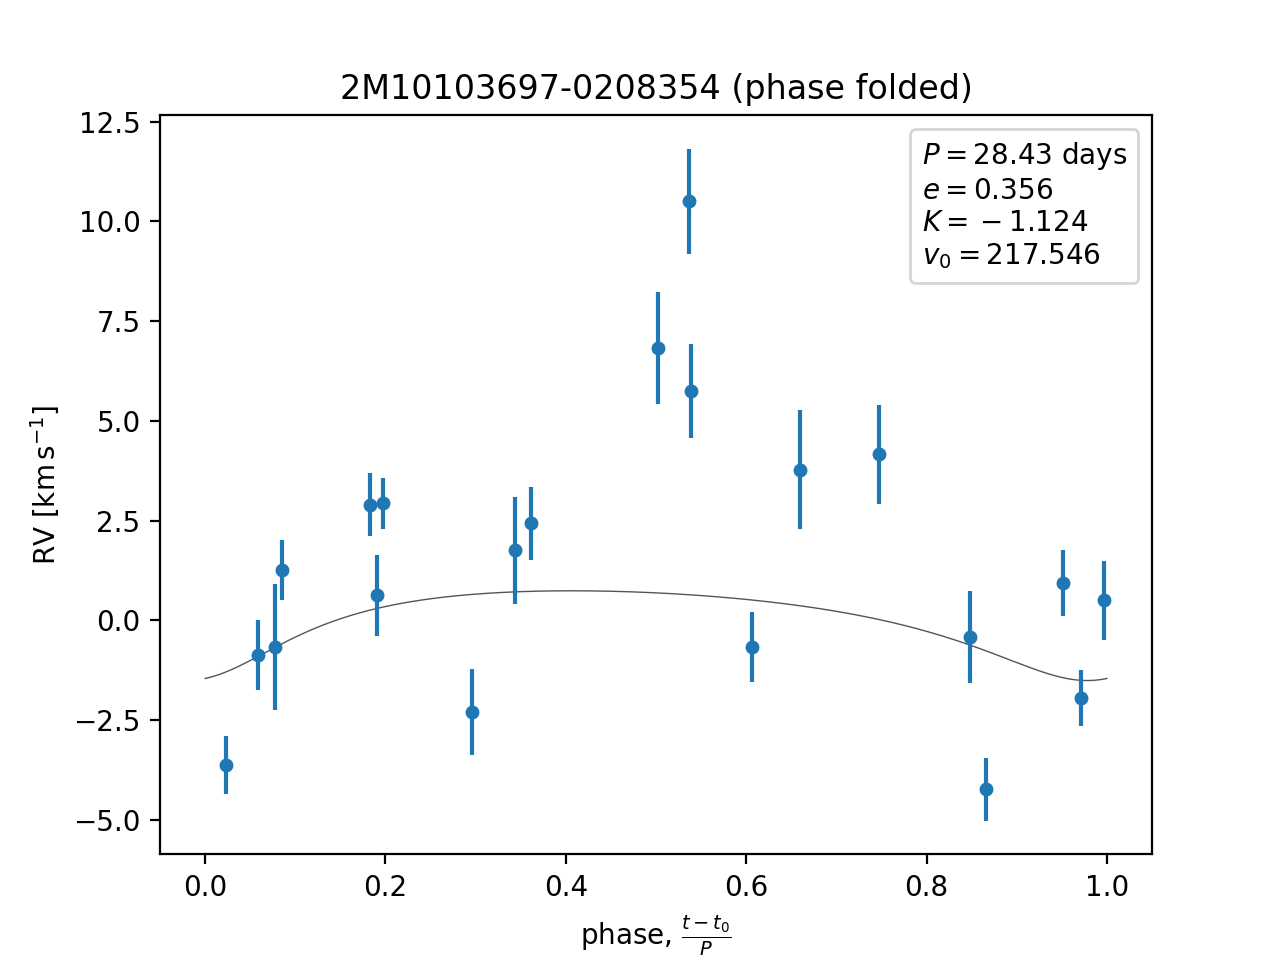 2M10103697-0208354 (phase folded)
P = 28.43 days
e = 0.356
K = −1.124
v₀ = 217.546
12.5
10.0
7.5
5.0
2.5
0.0
−2.5
−5.0
RV [km s⁻¹]
0.0 0.2 0.4 0.6 0.8 1.0
phase, (t − t₀)/P